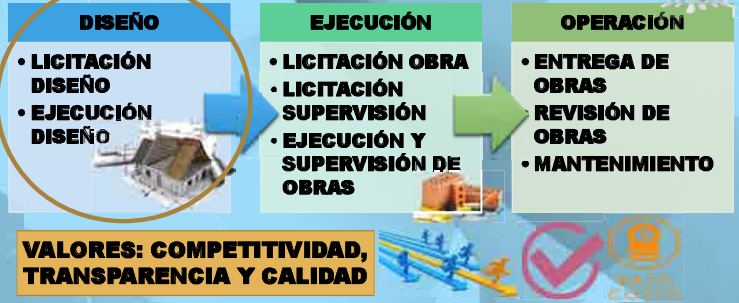 DISEÑO
• LICITACIÓN
DISEÑO
• EJECUCIÓN
DISEÑO
EJECUCIÓN
• LICITACIÓN OBRA
• LICITACIÓN
SUPERVISIÓN
• EJECUCIÓN Y
SUPERVISIÓN DE
OBRAS
OPERACIÓN
• ENTREGA DE
OBRAS
• REVISIÓN DE
OBRAS
• MANTENIMIENTO
VALORES: COMPETITIVIDAD,
TRANSPARENCIA Y CALIDAD